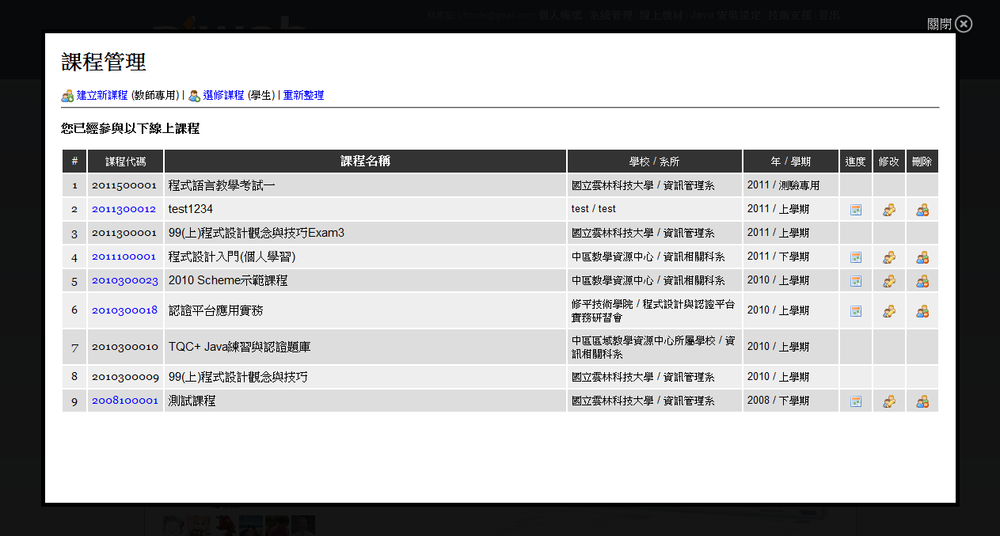 個人帳號 | 系統管理 | 線上教材 | Java 安裝設定 | 技術支援 | 登出
關閉
課程管理
建立新課程 (教師專用) | 選修課程 (學生) | 重新整理
您已經參與以下線上課程
# 課程代碼 課程名稱 學校 / 系所 年 / 學期 進度 修改 刪除
1 2011500001 程式語言教學考試一 國立雲林科技大學 / 資訊管理系 2011 / 測驗專用
2 2011300012 test1234 test / test 2011 / 上學期
3 2011300001 99(上)程式設計觀念與技巧Exam3 國立雲林科技大學 / 資訊管理系 2011 / 上學期
4 2011100001 程式設計入門(個人學習) 中區教學資源中心 / 資訊相關科系 2011 / 下學期
5 2010300023 2010 Scheme示範課程 中區教學資源中心 / 資訊相關科系 2010 / 上學期
6 2010300018 認證平台應用實務 修平技術學院 / 程式設計與認證平台 2010 / 上學期
實務研習會
7 2010300010 TQC+ Java練習與認證題庫 中區區域教學資源中心所屬學校 / 資 2010 / 上學期
訊相關科系
8 2010300009 99(上)程式設計觀念與技巧 國立雲林科技大學 / 資訊管理系 2010 / 上學期
9 2008100001 測試課程 國立雲林科技大學 / 資訊管理系 2008 / 下學期